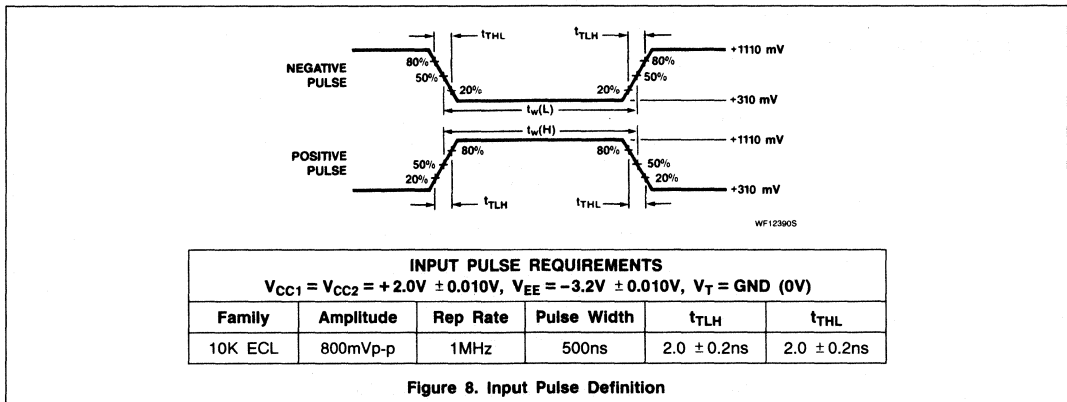 tTHL tTLH
+1110 mV
NEGATIVE PULSE
80% 80%
50% 50%
20% 20%
+310 mV
tw(L)
tw(H)
+1110 mV
POSITIVE PULSE
80% 80%
50% 50%
20% 20%
+310 mV
tTLH tTHL
WF12390S
INPUT PULSE REQUIREMENTS
VCC1 = VCC2 = +2.0V ±0.010V, VEE = -3.2V ±0.010V, VT = GND (0V)
Family Amplitude Rep Rate Pulse Width tTLH tTHL
10K ECL 800mVp-p 1MHz 500ns 2.0 ±0.2ns 2.0 ±0.2ns
Figure 8. Input Pulse Definition